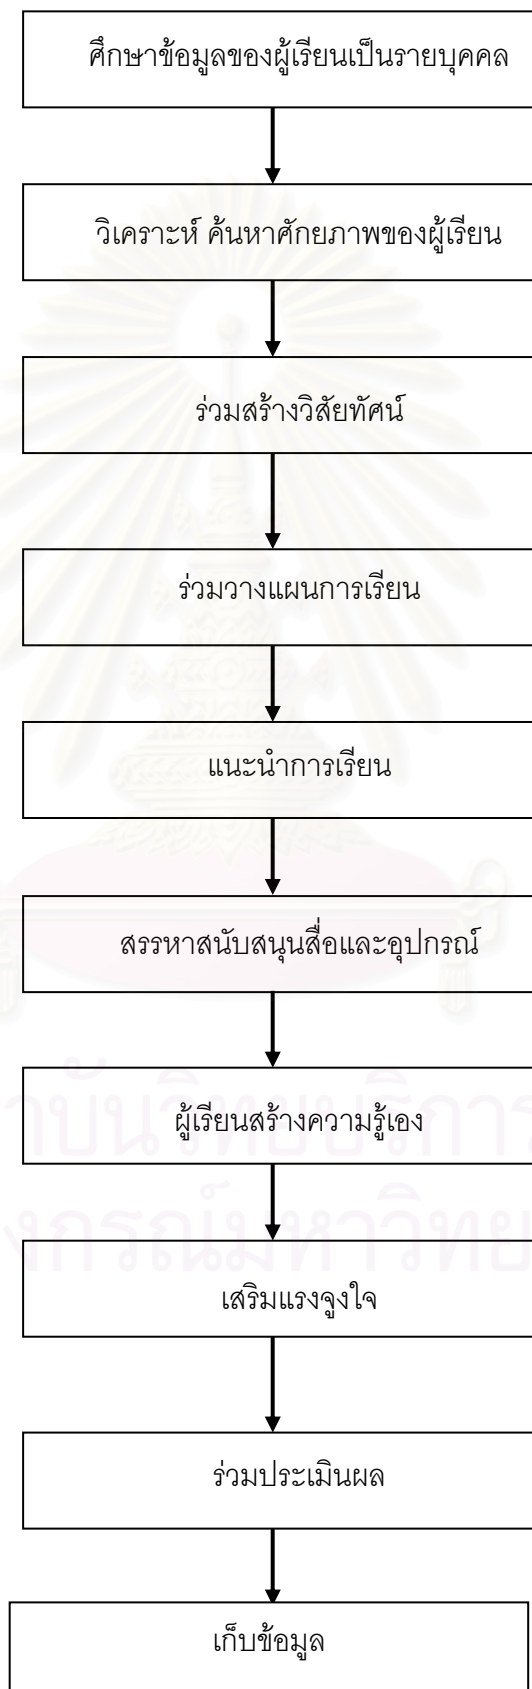 ศึกษาข้อมูลของผู้เรียนเป็นรายบุคคล
วิเคราะห์ ค้นหาศักยภาพของผู้เรียน
ร่วมสร้างวิสัยทัศน์
ร่วมวางแผนการเรียน
แนะนำการเรียน
สรรหาสนับสนุนสื่อและอุปกรณ์
ผู้เรียนสร้างความรู้เอง
เสริมแรงจูงใจ
ร่วมประเมินผล
เก็บข้อมูล